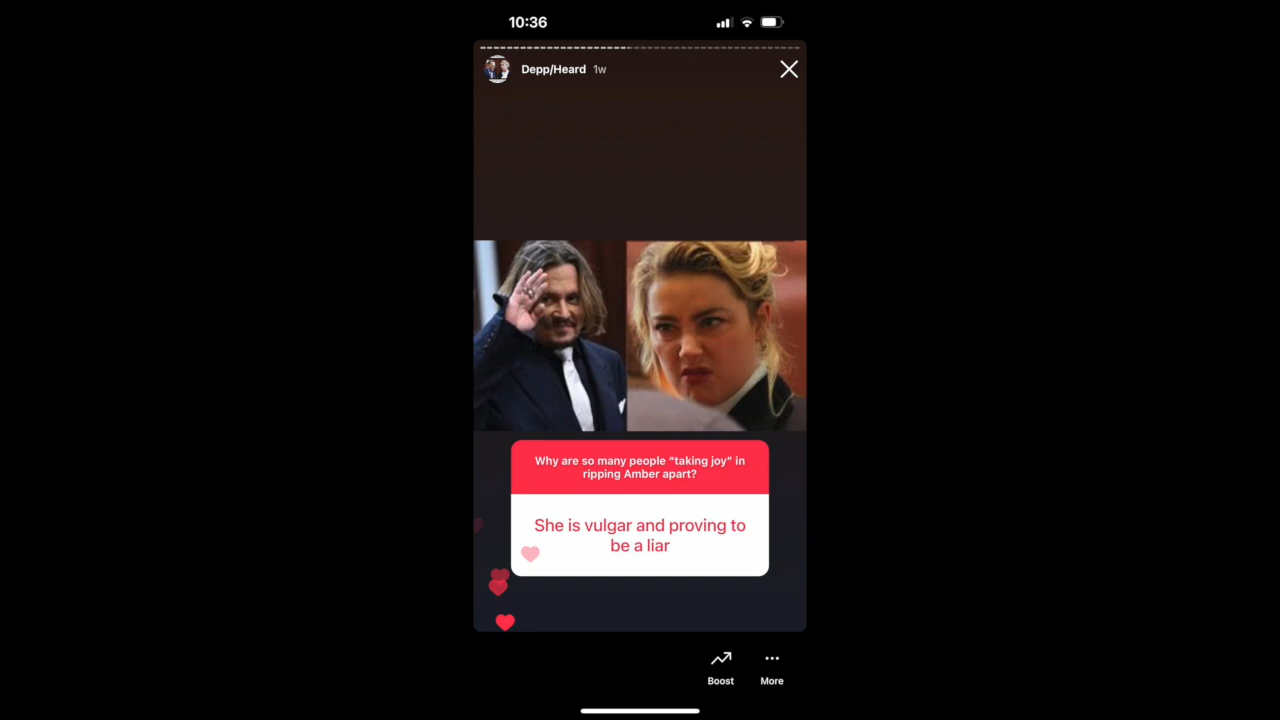 10:36
Depp/Heard 1w
Why are so many people “taking joy” in
ripping Amber apart?
She is vulgar and proving to
be a liar
Boost
More